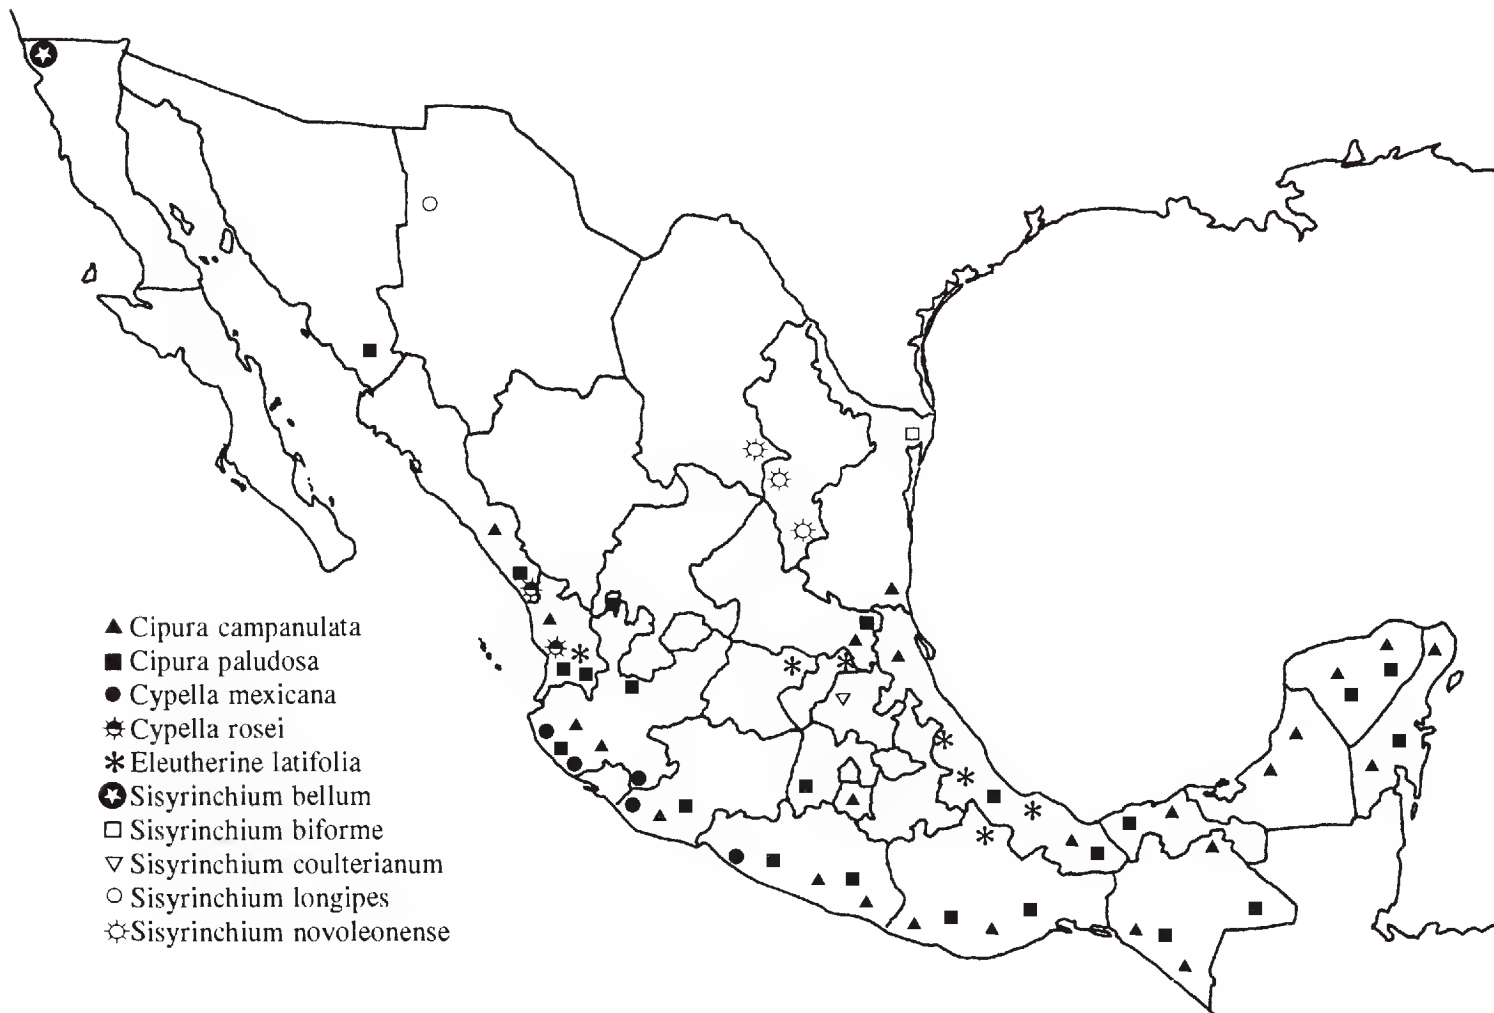 Cipura campanulata
Cipura paludosa
Cypella mexicana
Cypella rosei
Eleutherine latifolia
Sisyrinchium bellum
Sisyrinchium biforme
Sisyrinchium coulterianum
Sisyrinchium longipes
Sisyrinchium novoleonense